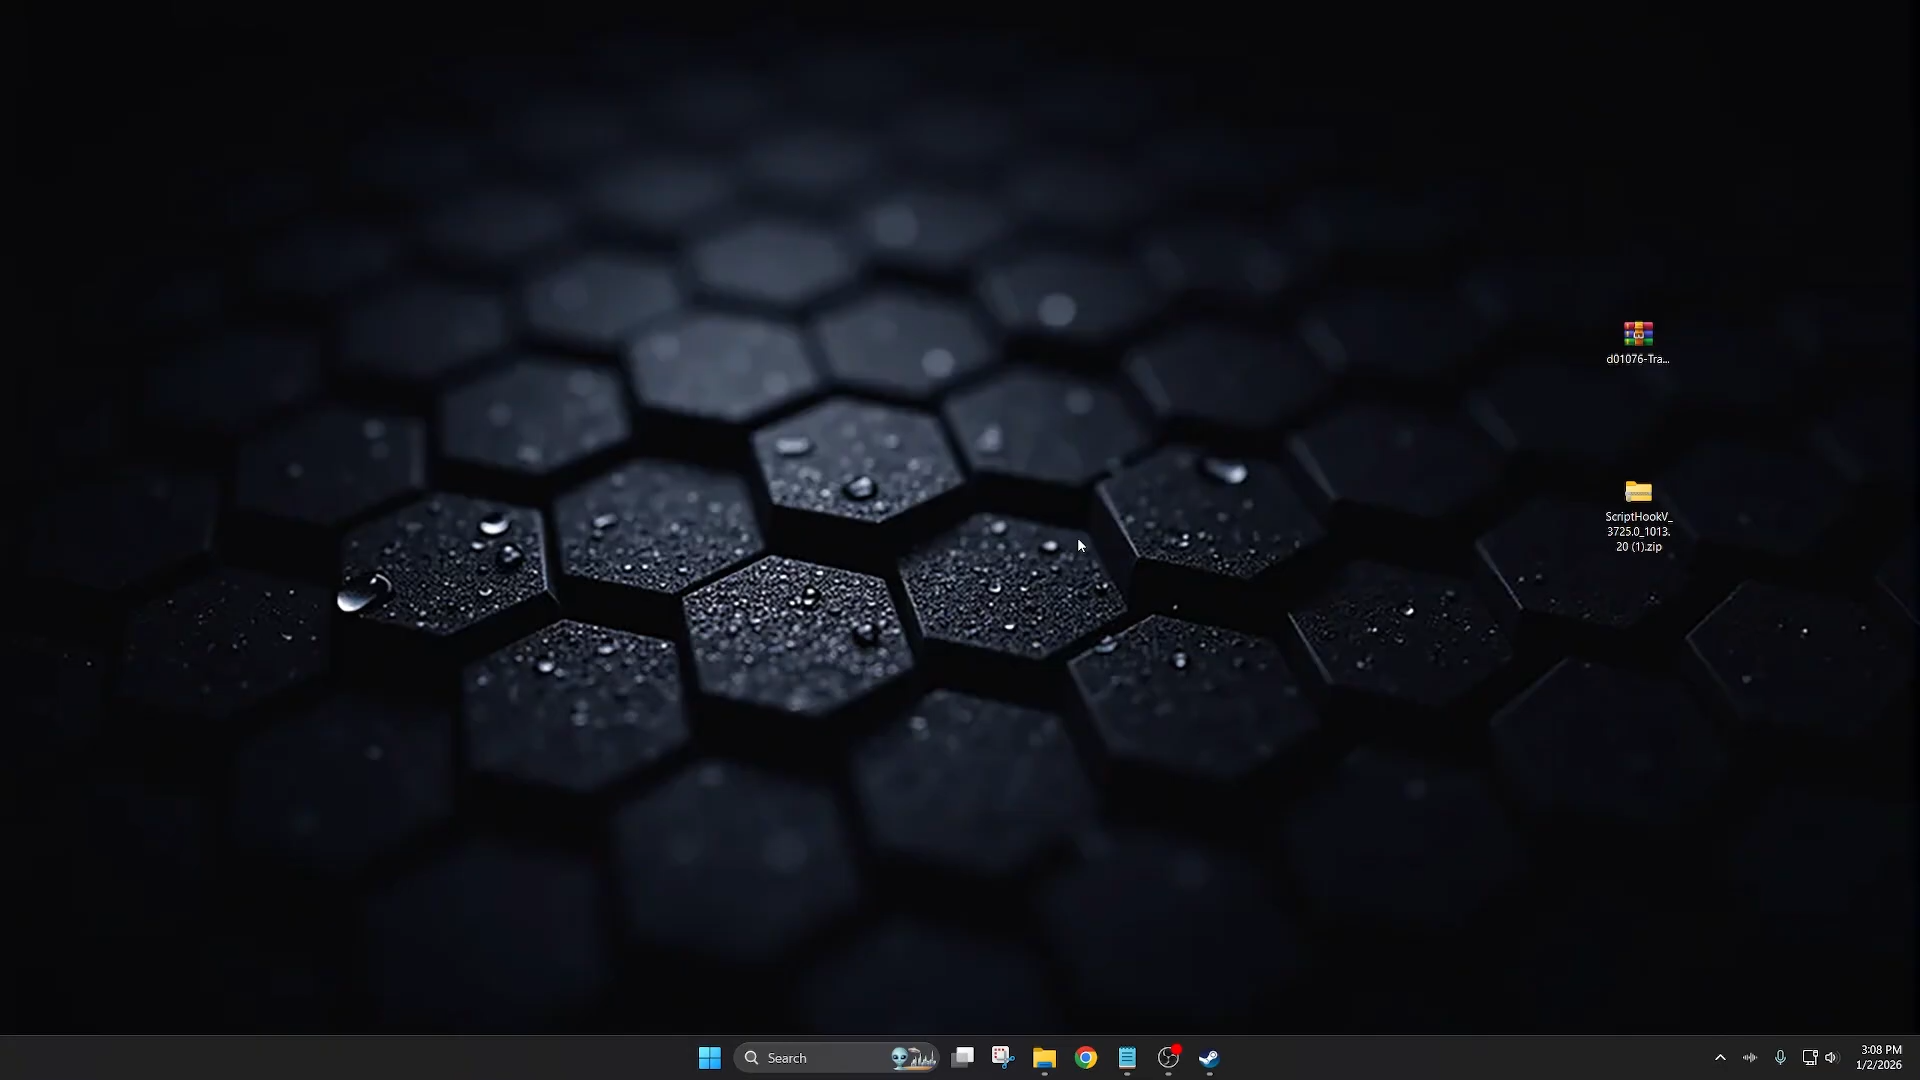 d01076-Tra...
ScriptHookV_
3725.0_1013.
20 (1).zip
Search
3:08 PM
1/2/2026